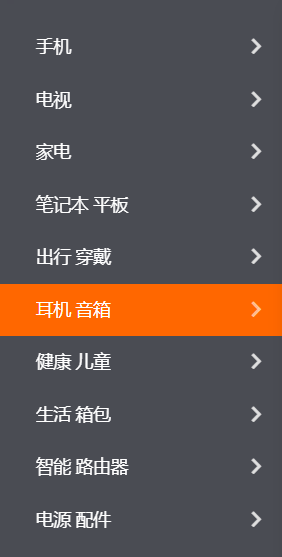 手机
电视
家电
笔记本 平板
出行 穿戴
耳机 音箱
健康 儿童
生活 箱包
智能 路由器
电源 配件